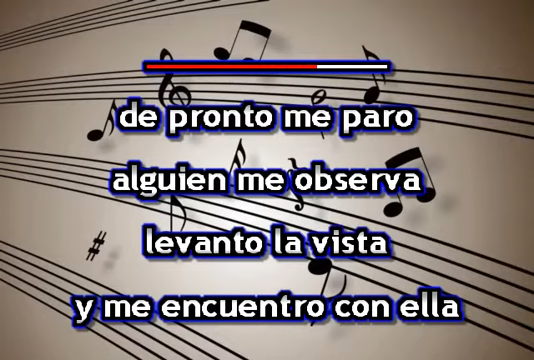 de pronto me paro
alguien me observa
levanto la vista
y me encuentro con ella